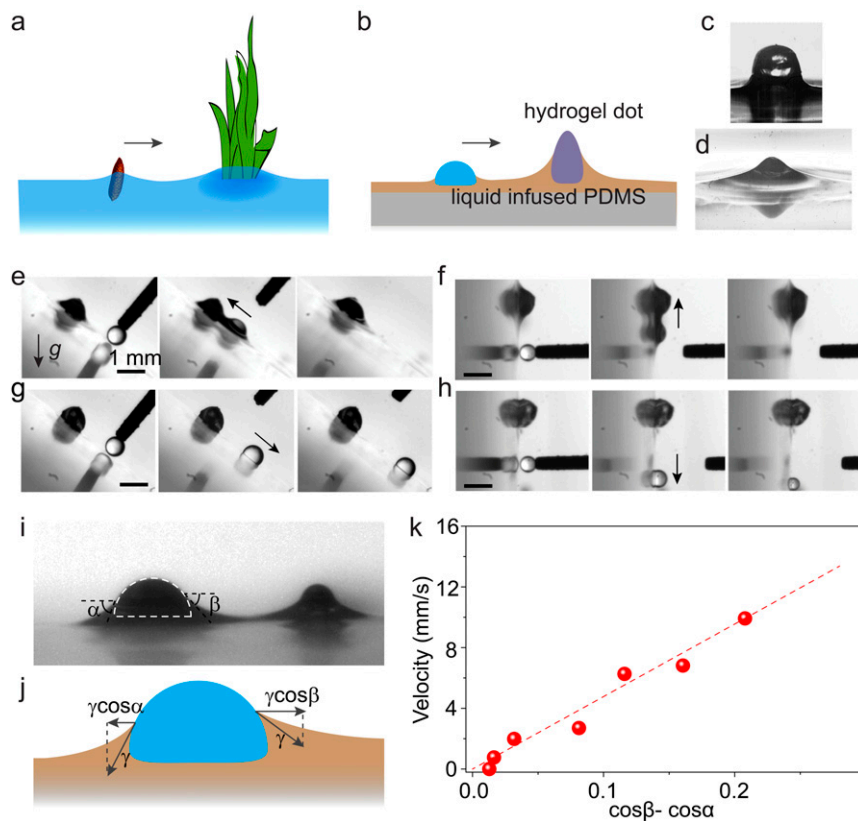 a
b
c
hydrogel dot
d
liquid infused PDMS
e
f
g
1 mm
g
h
i
k
16
α
β
12
Velocity (mm/s)
8
j
γcosα
γcosβ
4
γ
γ
0
0.0
0.1
0.2
cosβ- cosα